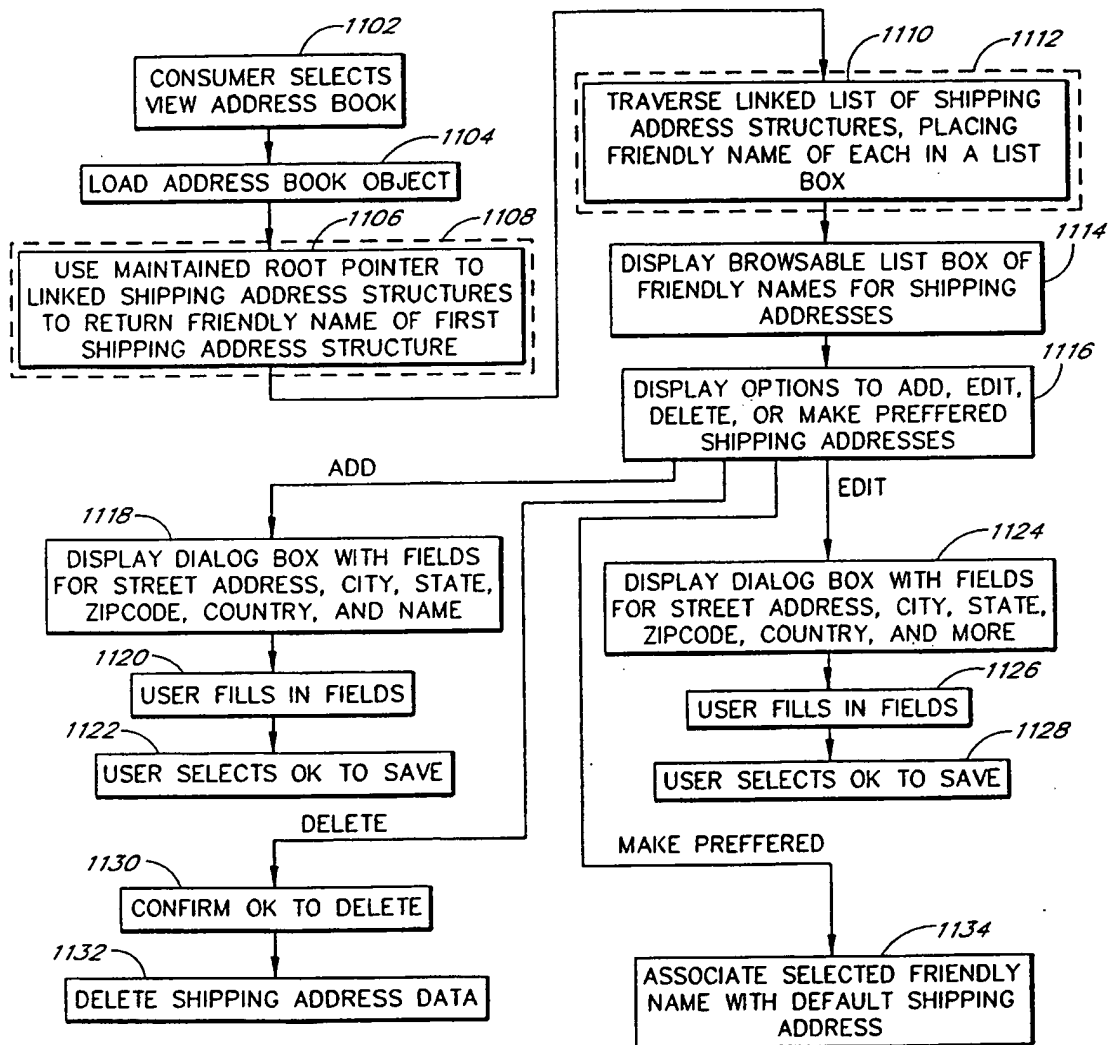 1102
CONSUMER SELECTS
VIEW ADDRESS BOOK
1104
LOAD ADDRESS BOOK OBJECT
1106
1108
USE MAINTAINED ROOT POINTER TO
LINKED SHIPPING ADDRESS STRUCTURES
TO RETURN FRIENDLY NAME OF FIRST
SHIPPING ADDRESS STRUCTURE
1110
1112
TRAVERSE LINKED LIST OF SHIPPING
ADDRESS STRUCTURES, PLACING
FRIENDLY NAME OF EACH IN A LIST
BOX
1114
DISPLAY BROWSABLE LIST BOX OF
FRIENDLY NAMES FOR SHIPPING
ADDRESSES
1116
DISPLAY OPTIONS TO ADD, EDIT,
DELETE, OR MAKE PREFFERED
SHIPPING ADDRESSES
ADD
1118
DISPLAY DIALOG BOX WITH FIELDS
FOR STREET ADDRESS, CITY, STATE,
ZIPCODE, COUNTRY, AND NAME
1120
USER FILLS IN FIELDS
1122
USER SELECTS OK TO SAVE
EDIT
1124
DISPLAY DIALOG BOX WITH FIELDS
FOR STREET ADDRESS, CITY, STATE,
ZIPCODE, COUNTRY, AND MORE
1126
USER FILLS IN FIELDS
1128
USER SELECTS OK TO SAVE
DELETE
1130
CONFIRM OK TO DELETE
1132
DELETE SHIPPING ADDRESS DATA
MAKE PREFFERED
1134
ASSOCIATE SELECTED FRIENDLY
NAME WITH DEFAULT SHIPPING
ADDRESS